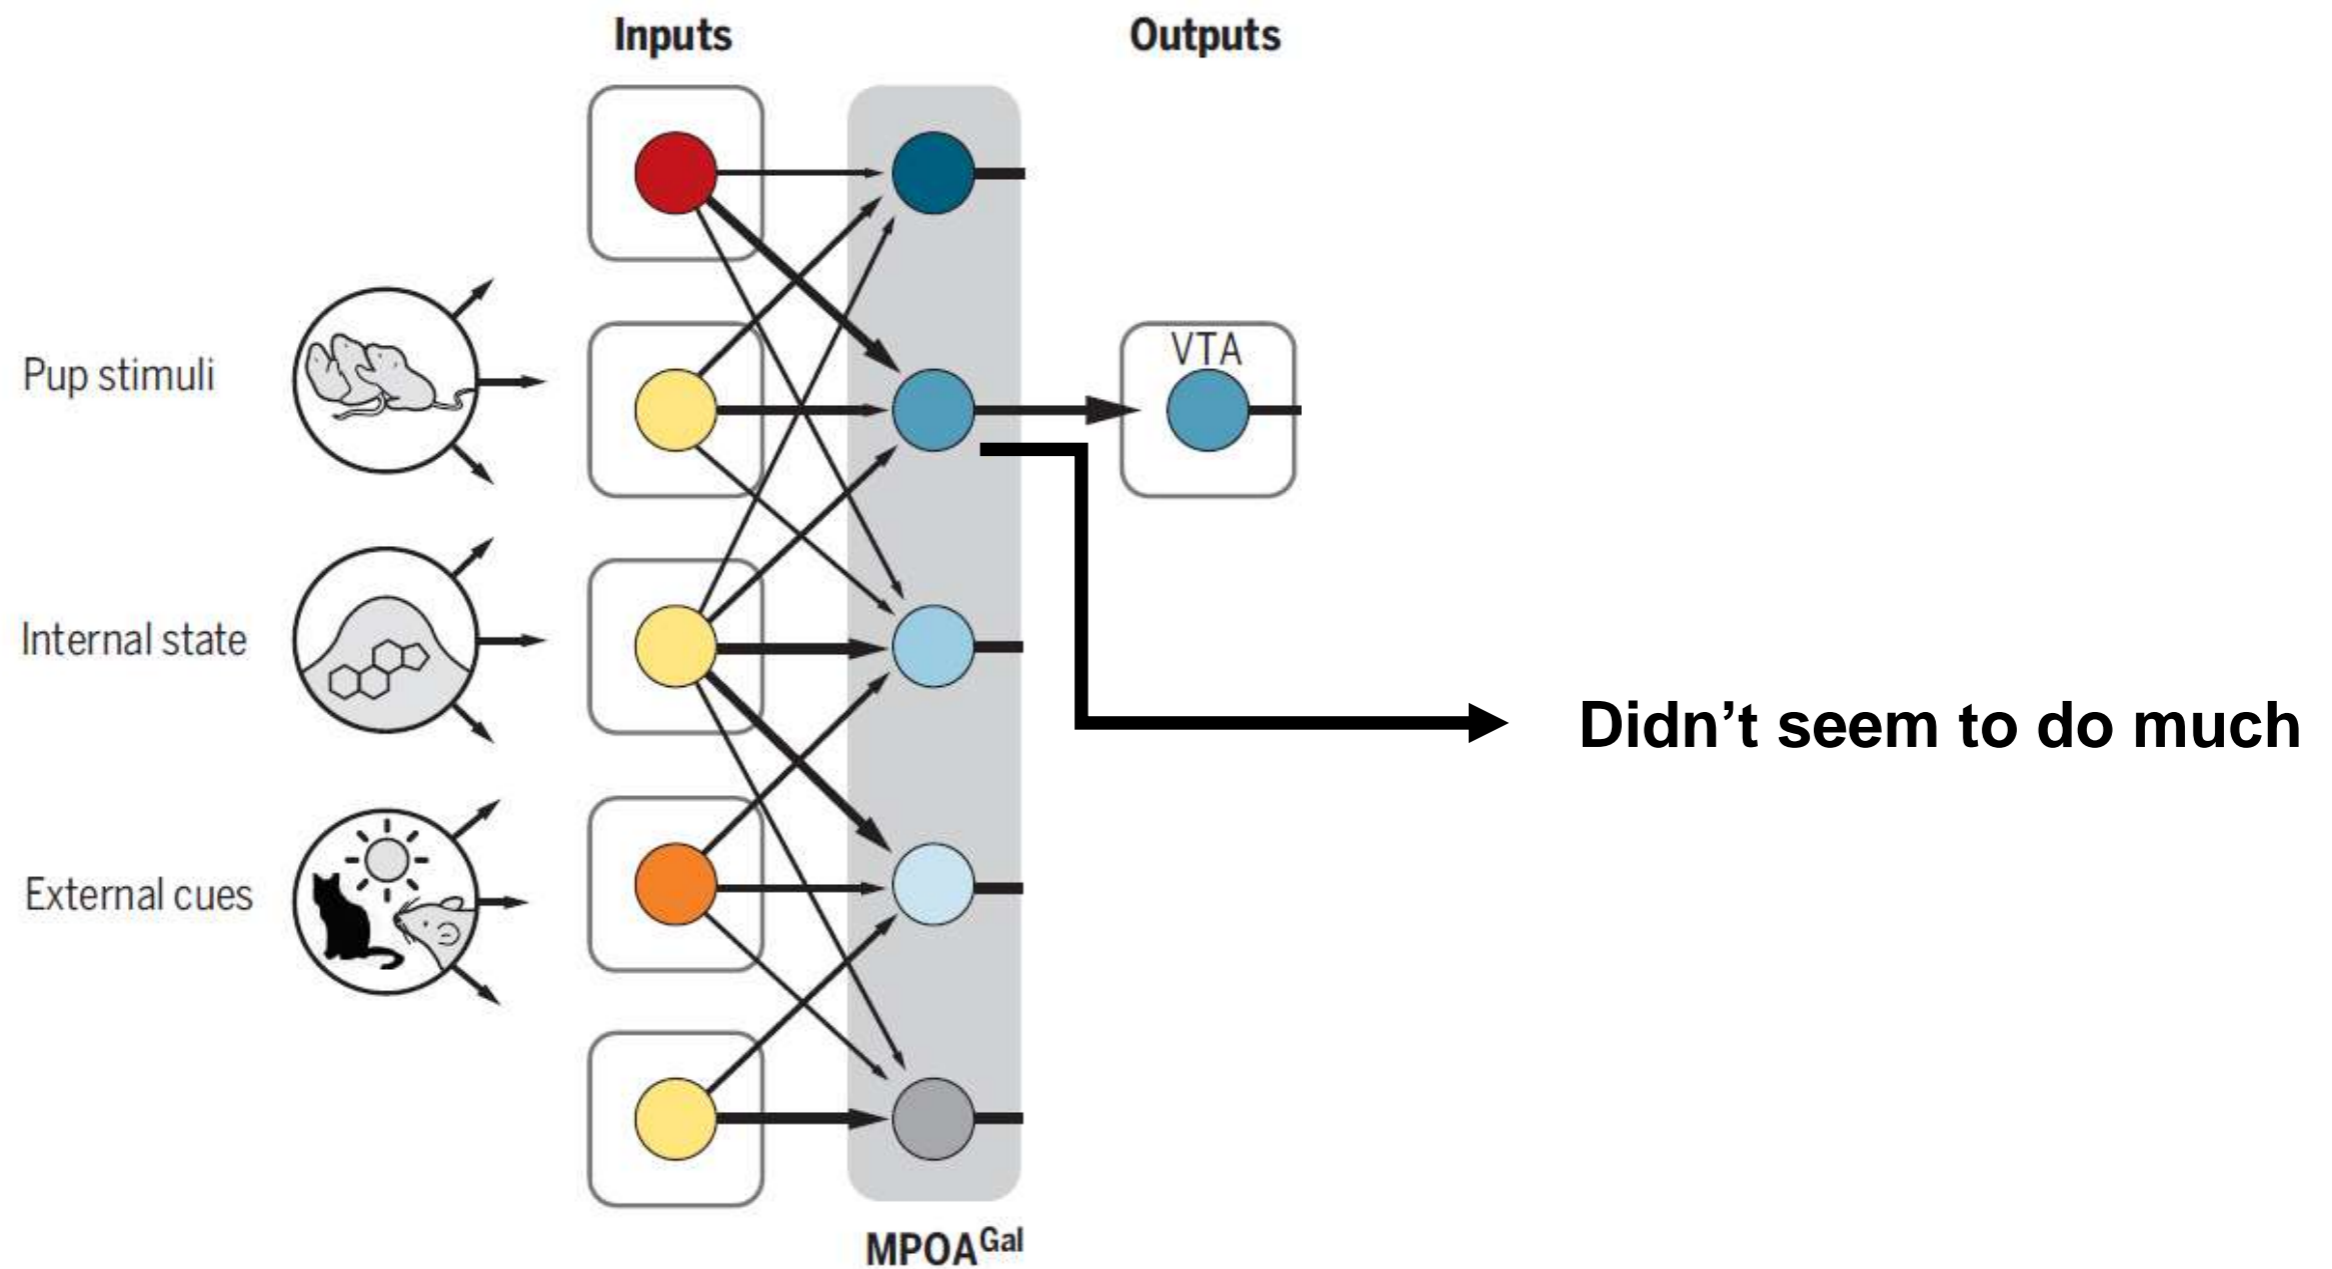 Inputs
Outputs
Pup stimuli
VTA
Internal state
Didn’t seem to do much
External cues
MPOAGal